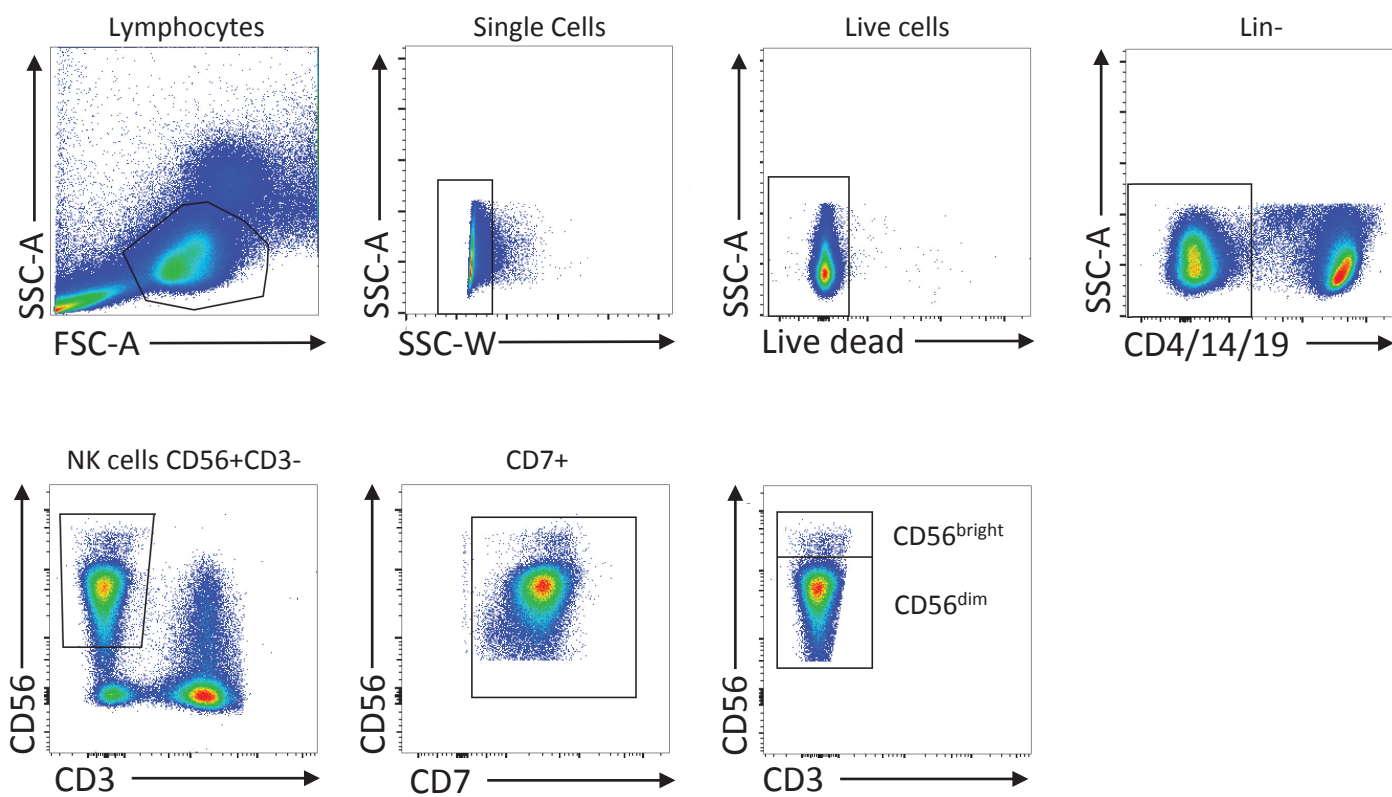 Lymphocytes
Single Cells
Live cells
Lin-
SSC-A
FSC-A
SSC-A
SSC-W
SSC-A
Live dead
SSC-A
CD4/14/19
NK cells CD56+CD3-
CD7+
CD56
CD3
CD56
CD7
CD56
CD56bright
CD56dim
CD3